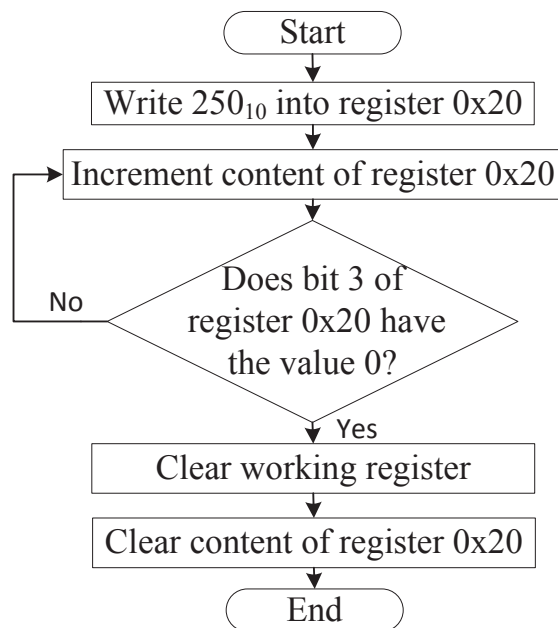 Start
Write 250₁₀ into register 0x20
Increment content of register 0x20
Does bit 3 of
register 0x20 have
the value 0?
No
Yes
Clear working register
Clear content of register 0x20
End